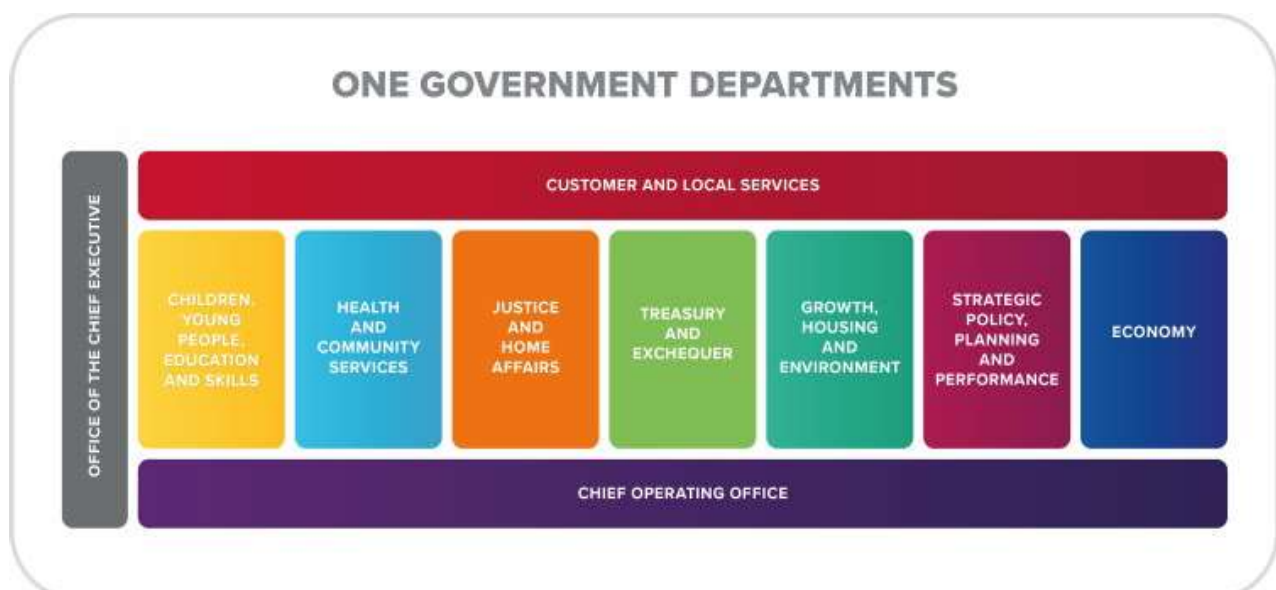 ONE GOVERNMENT DEPARTMENTS
OFFICE OF THE CHIEF EXECUTIVE
CUSTOMER AND LOCAL SERVICES
CHILDREN,
YOUNG
PEOPLE,
EDUCATION
AND SKILLS
HEALTH
AND
COMMUNITY
SERVICES
JUSTICE
AND
HOME
AFFAIRS
TREASURY
AND
EXCHEQUER
GROWTH,
HOUSING
AND
ENVIRONMENT
STRATEGIC
POLICY,
PLANNING
AND
PERFORMANCE
ECONOMY
CHIEF OPERATING OFFICE